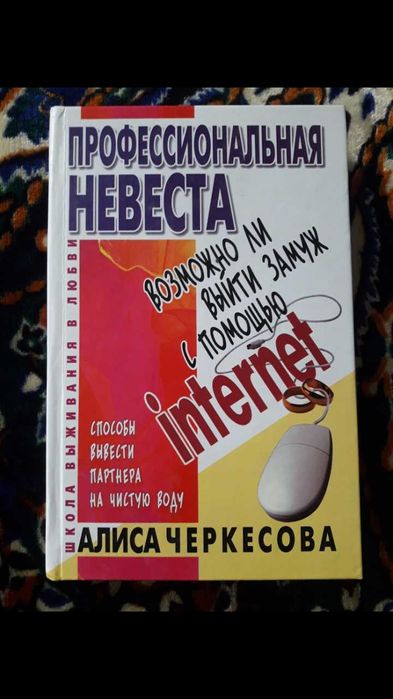 ПРОФЕССИОНАЛЬНАЯ
НЕВЕСТА
ВОЗМОЖНО ЛИ
ВЫЙТИ ЗАМУЖ
С ПОМОЩЬЮ
internet
ШКОЛА ВЫЖИВАНИЯ В ЛЮБВИ
СПОСОБЫ
ВЫВЕСТИ
ПАРТНЕРА
НА ЧИСТУЮ ВОДУ
АЛИСА ЧЕРКЕСОВА